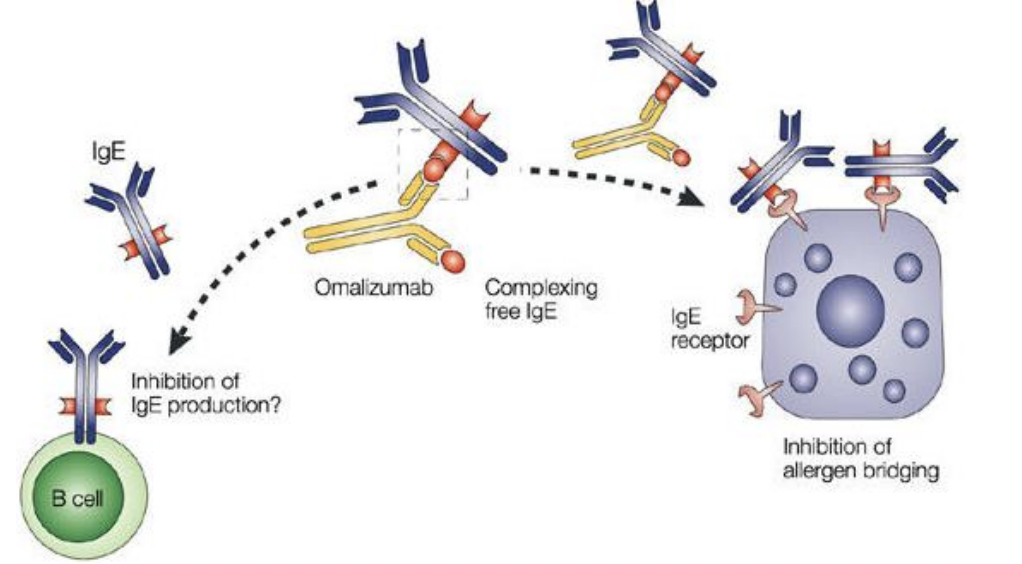 IgE
Omalizumab
Complexing
free IgE
IgE
receptor
Inhibition of
IgE production?
B cell
Inhibition of
allergen bridging